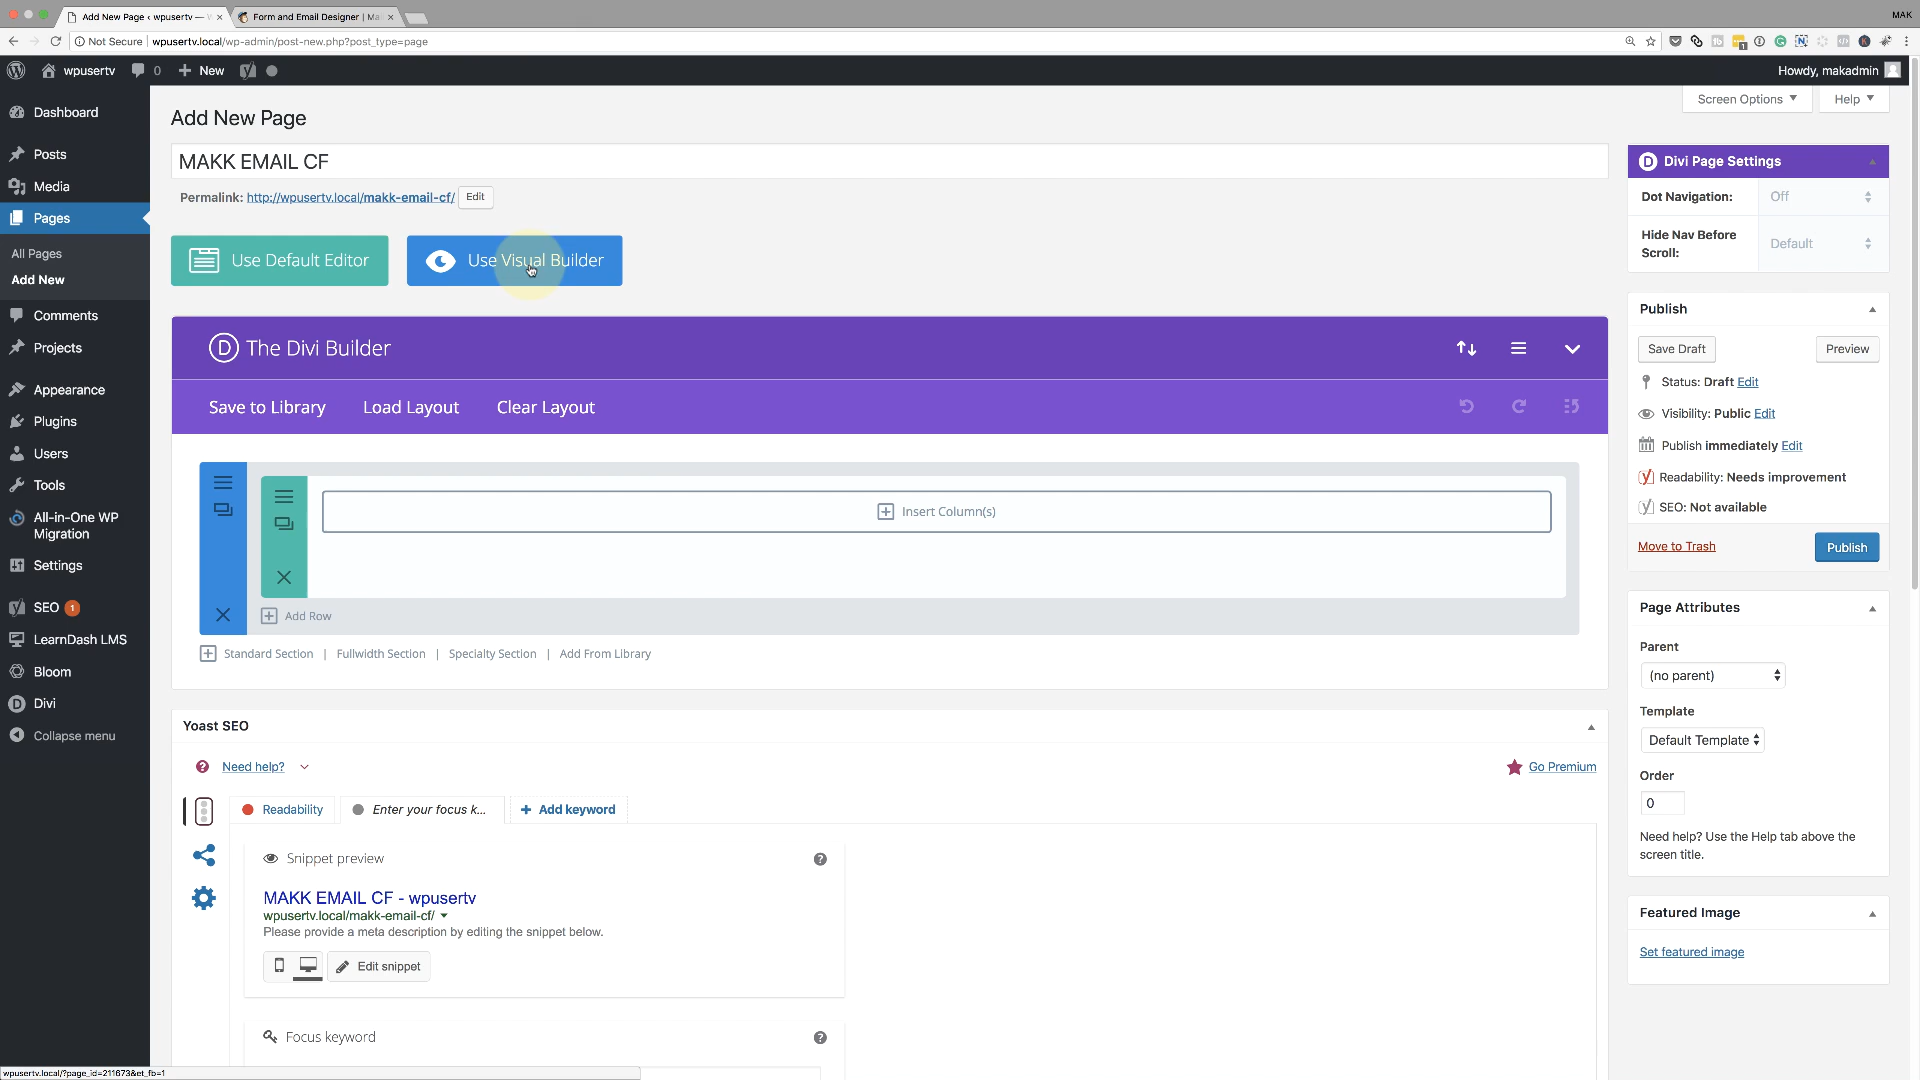 Add New Page ‹ wpusertv —
Form and Email Designer | Mail
MAK
Not Secure | wpusertv.local/wp-admin/post-new.php?post_type=page
wpusertv
0
New
Howdy, makadmin
Screen Options
Help
Dashboard
Posts
Media
Pages
All Pages
Add New
Comments
Projects
Appearance
Plugins
Users
Tools
All-in-One WP
Migration
Settings
SEO 1
LearnDash LMS
Bloom
Divi
Collapse menu
Add New Page
MAKK EMAIL CF
Permalink: http://wpusertv.local/makk-email-cf/ Edit
Use Default Editor
Use Visual Builder
D The Divi Builder
Save to Library
Load Layout
Clear Layout
Insert Column(s)
Add Row
Standard Section | Fullwidth Section | Specialty Section | Add From Library
Yoast SEO
Need help?
Go Premium
Readability
Enter your focus k...
Add keyword
Snippet preview
MAKK EMAIL CF - wpusertv
wpusertv.local/makk-email-cf/
Please provide a meta description by editing the snippet below.
Edit snippet
Focus keyword
D Divi Page Settings
Dot Navigation:
Off
Hide Nav Before
Scroll:
Default
Publish
Save Draft
Preview
Status: Draft Edit
Visibility: Public Edit
Publish immediately Edit
Readability: Needs improvement
SEO: Not available
Move to Trash
Publish
Page Attributes
Parent
(no parent)
Template
Default Template
Order
0
Need help? Use the Help tab above the
screen title.
Featured Image
Set featured image
wpusertv.local/?page_id=211673&et_fb=1